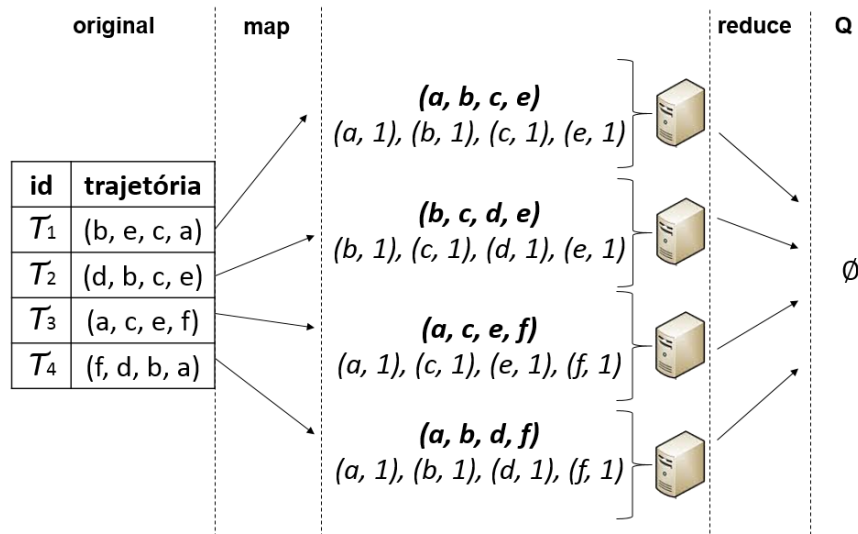 original map reduce Q
(a, b, c, e)
(a, 1), (b, 1), (c, 1), (e, 1)
id trajetória
T1 (b, e, c, a)
T2 (d, b, c, e)
T3 (a, c, e, f)
T4 (f, d, b, a)
(b, c, d, e)
(b, 1), (c, 1), (d, 1), (e, 1)
(a, c, e, f)
(a, 1), (c, 1), (e, 1), (f, 1)
(a, b, d, f)
(a, 1), (b, 1), (d, 1), (f, 1)
∅